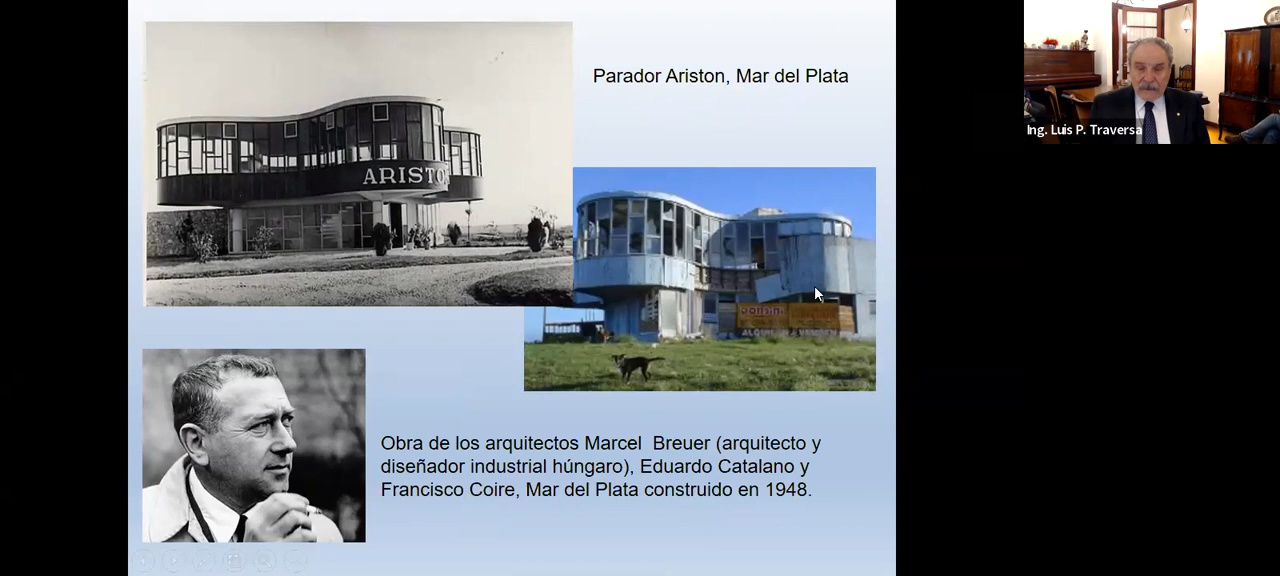 Parador Ariston, Mar del Plata
Ing. Luis P. Traversa
ARISTON
Obra de los arquitectos Marcel  Breuer (arquitecto y
diseñador industrial húngaro), Eduardo Catalano y
Francisco Coire, Mar del Plata construido en 1948.